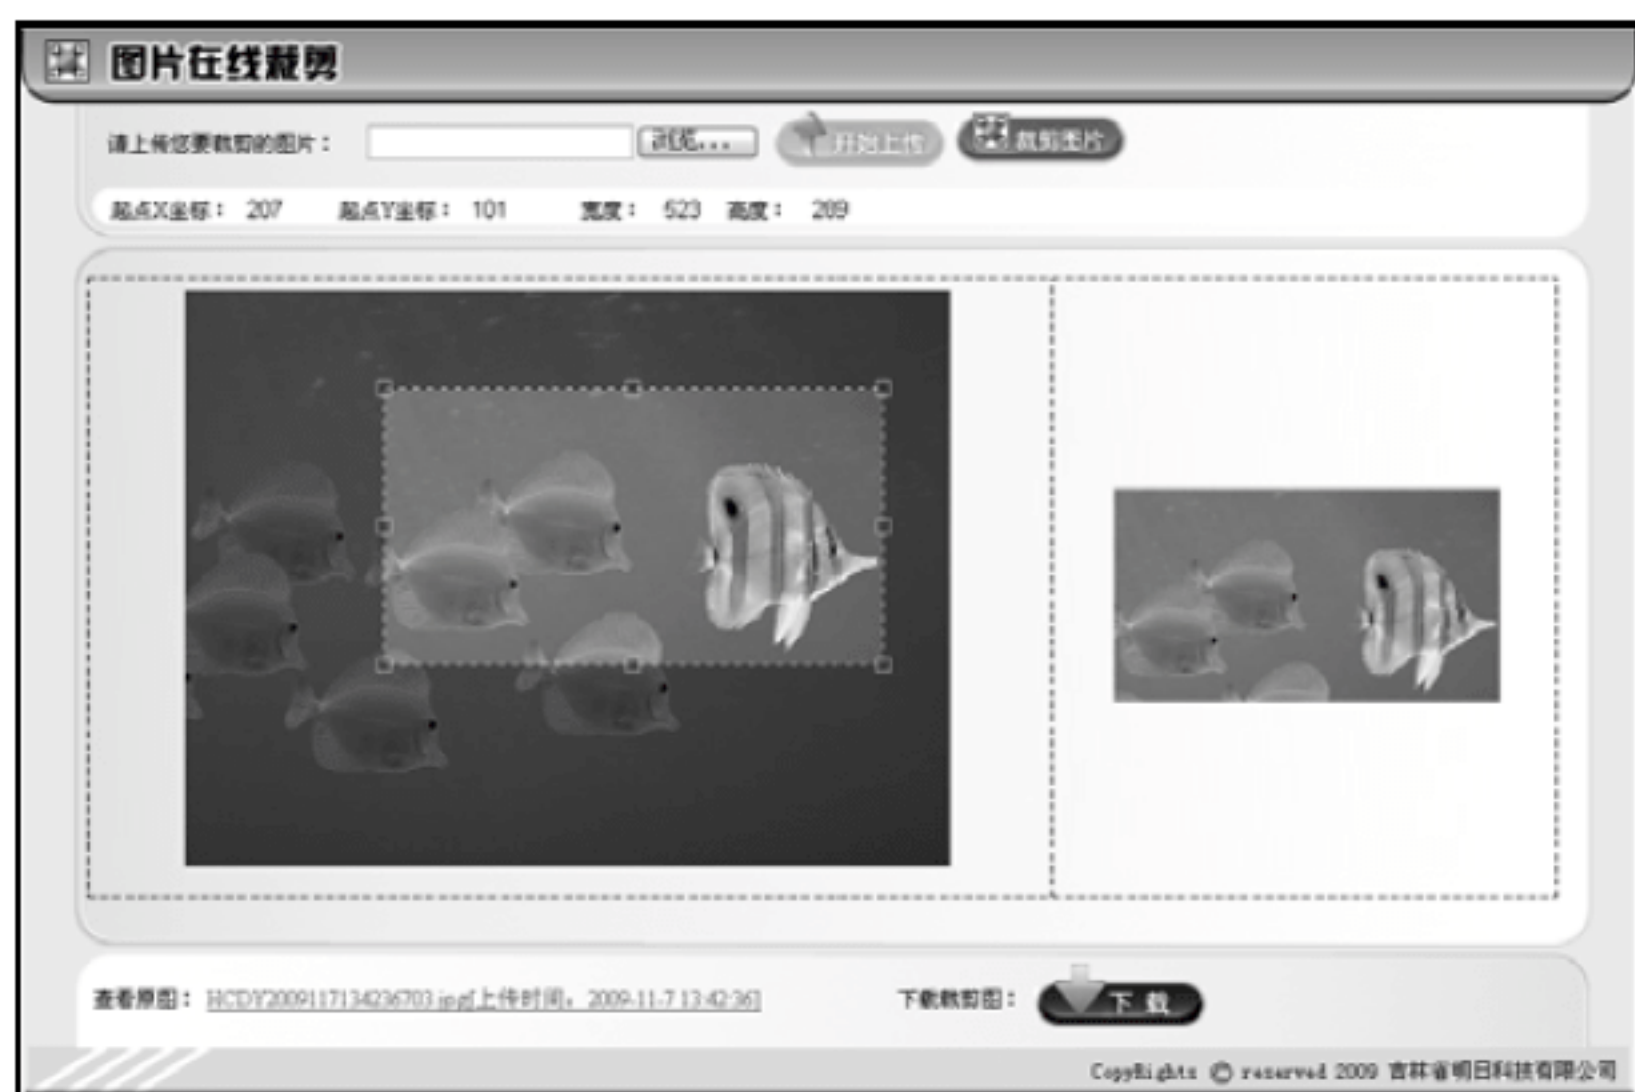 图片在线裁剪
请上传您要裁剪的图片： 浏览... 开始上传 裁剪图片
起点X坐标： 207 起点Y坐标： 101 宽度： 523 高度： 289
查看原图： HCDY2009117134236703.jpg[上传时间：2009-11-7 13:42:36] 下载裁剪图： 下 载
CopyRights © reserved 2009 吉林省明日科技有限公司